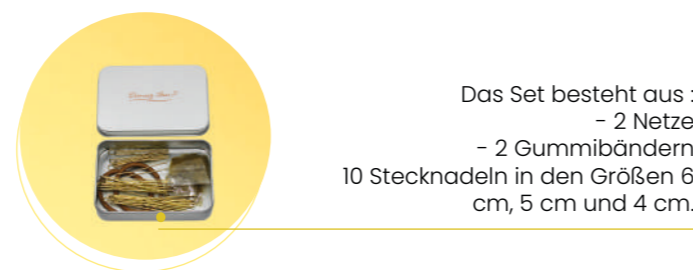 Das Set besteht aus :
- 2 Netze
- 2 Gummibändern
10 Stecknadeln in den Größen 6
cm, 5 cm und 4 cm.